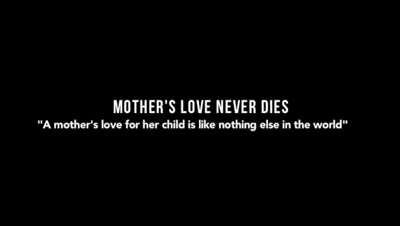 MOTHER'S LOVE NEVER DIES
"A mother's love for her child is like nothing else in the world"